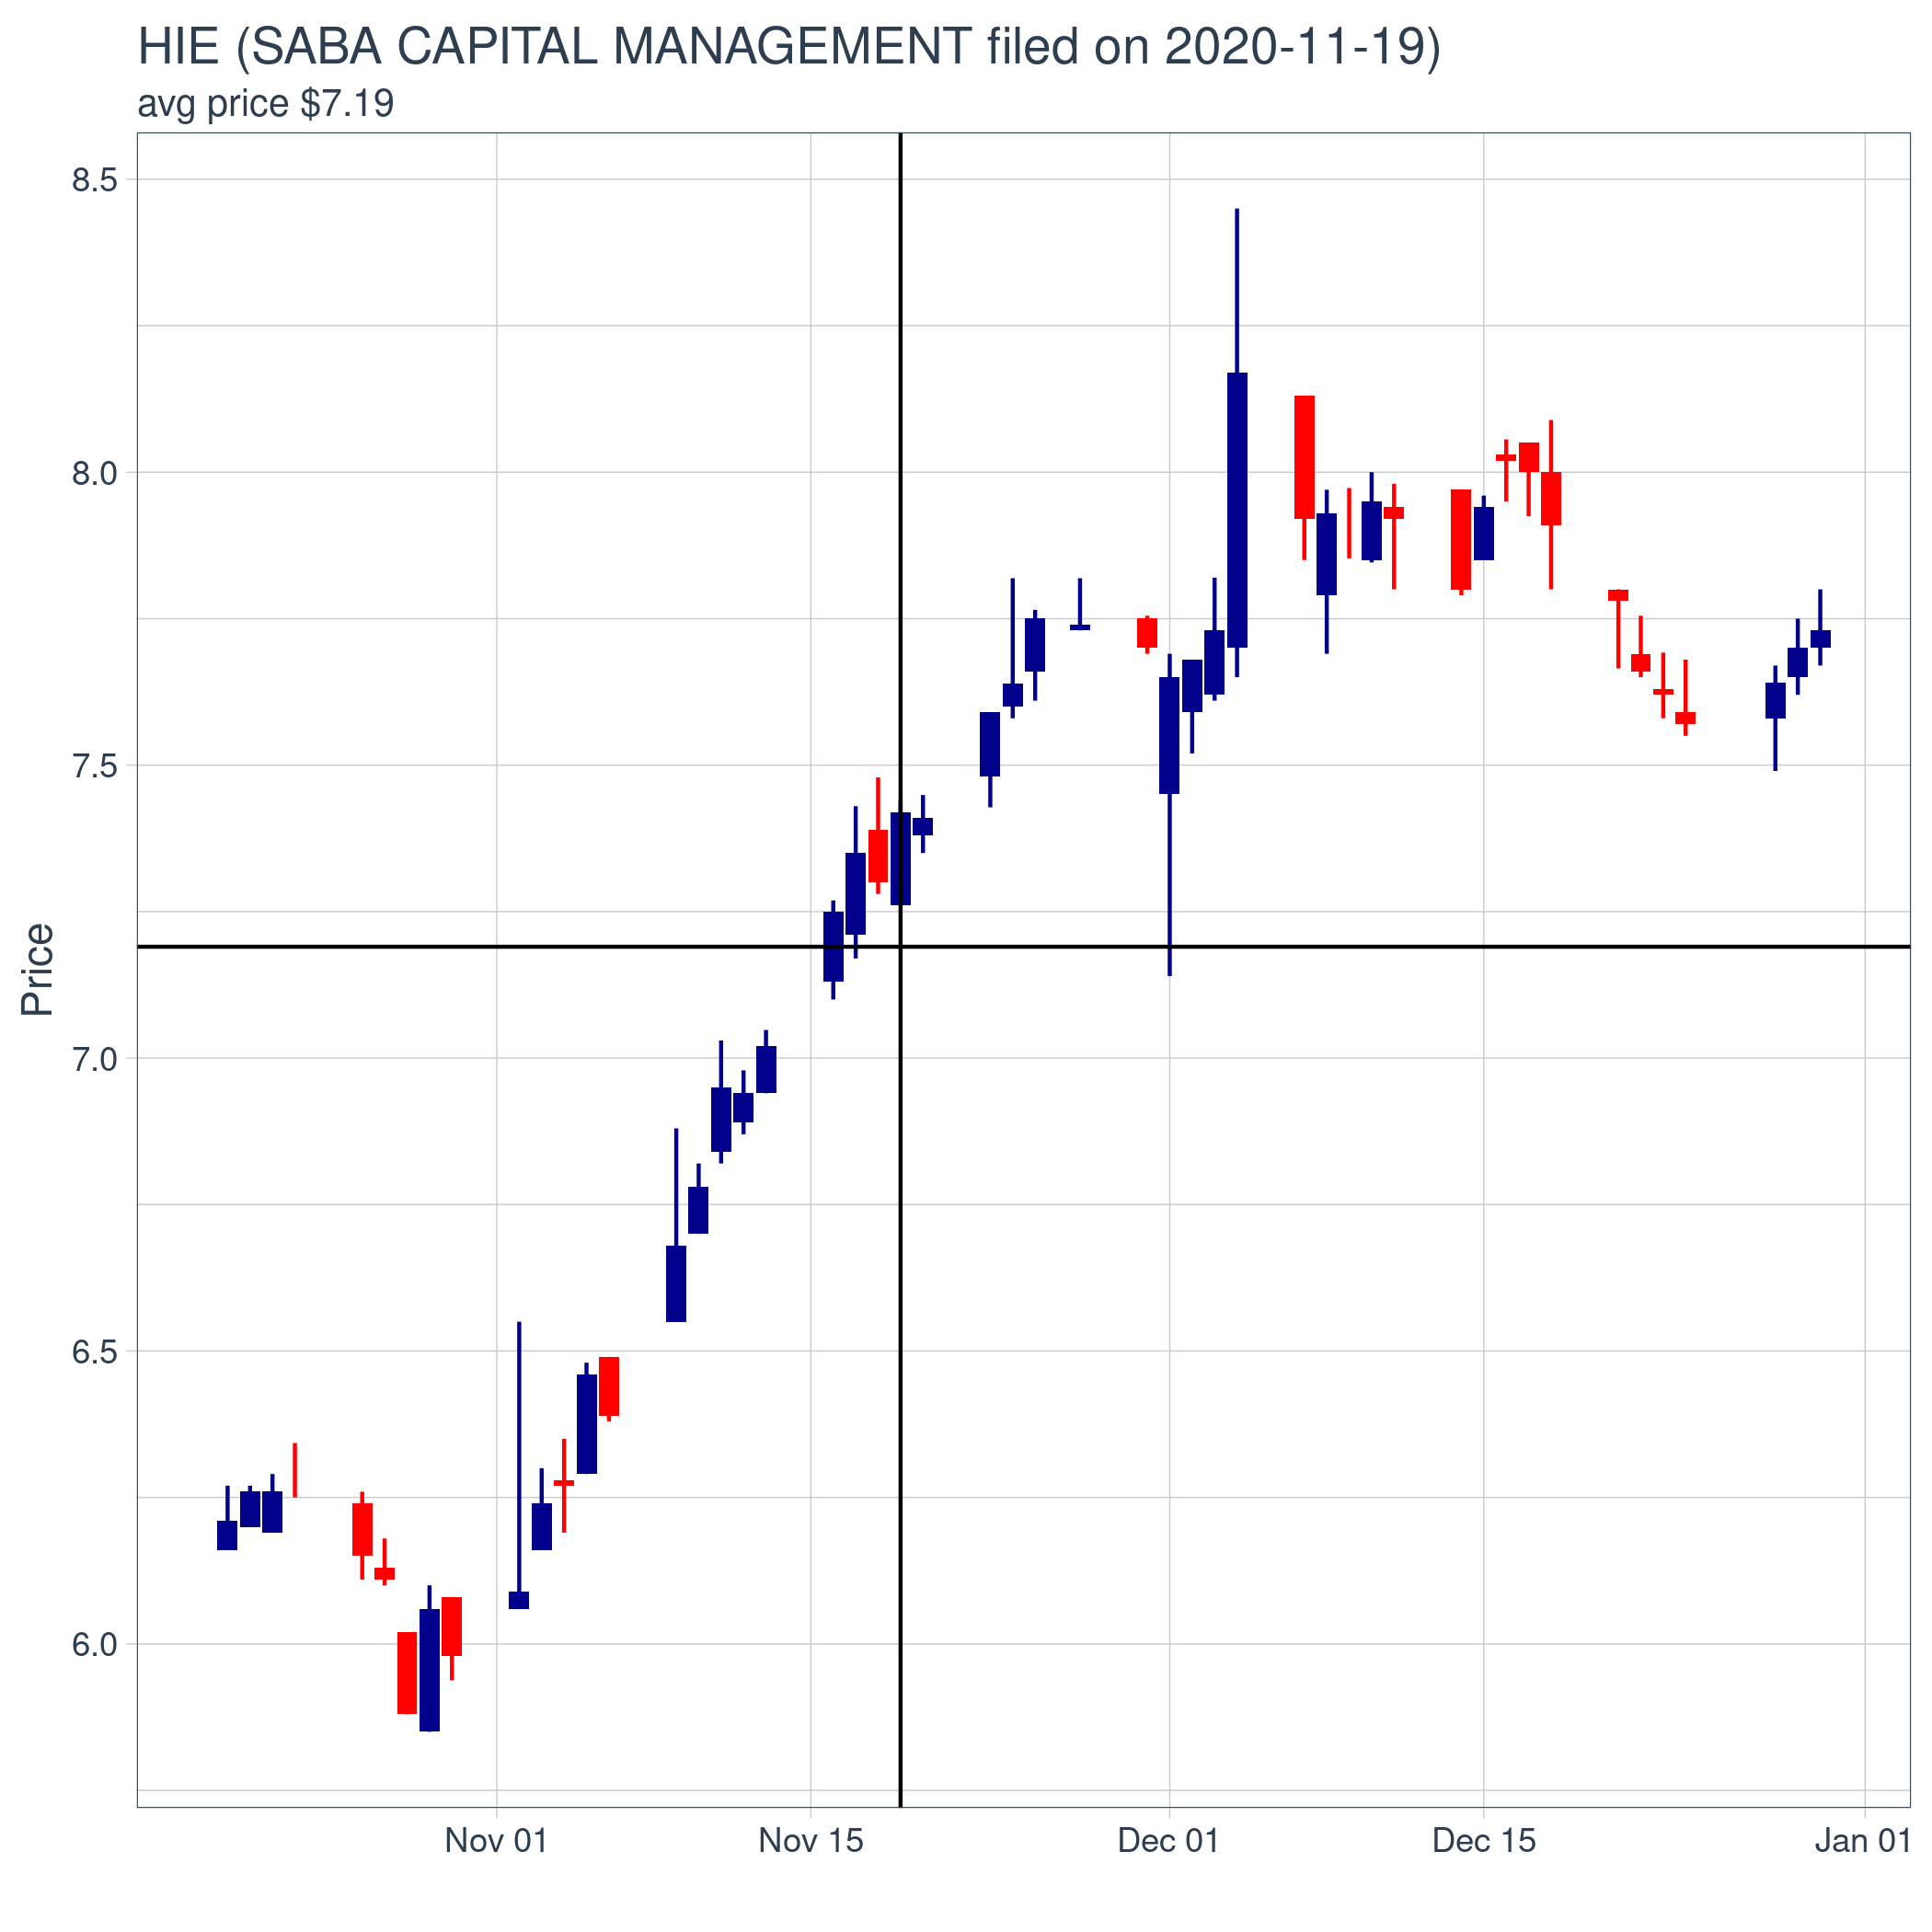 HIE (SABA CAPITAL MANAGEMENT filed on 2020-11-19)
avg price $7.19
8.5
8.0
7.5
7.0
6.5
6.0
Price
Nov 01
Nov 15
Dec 01
Dec 15
Jan 01